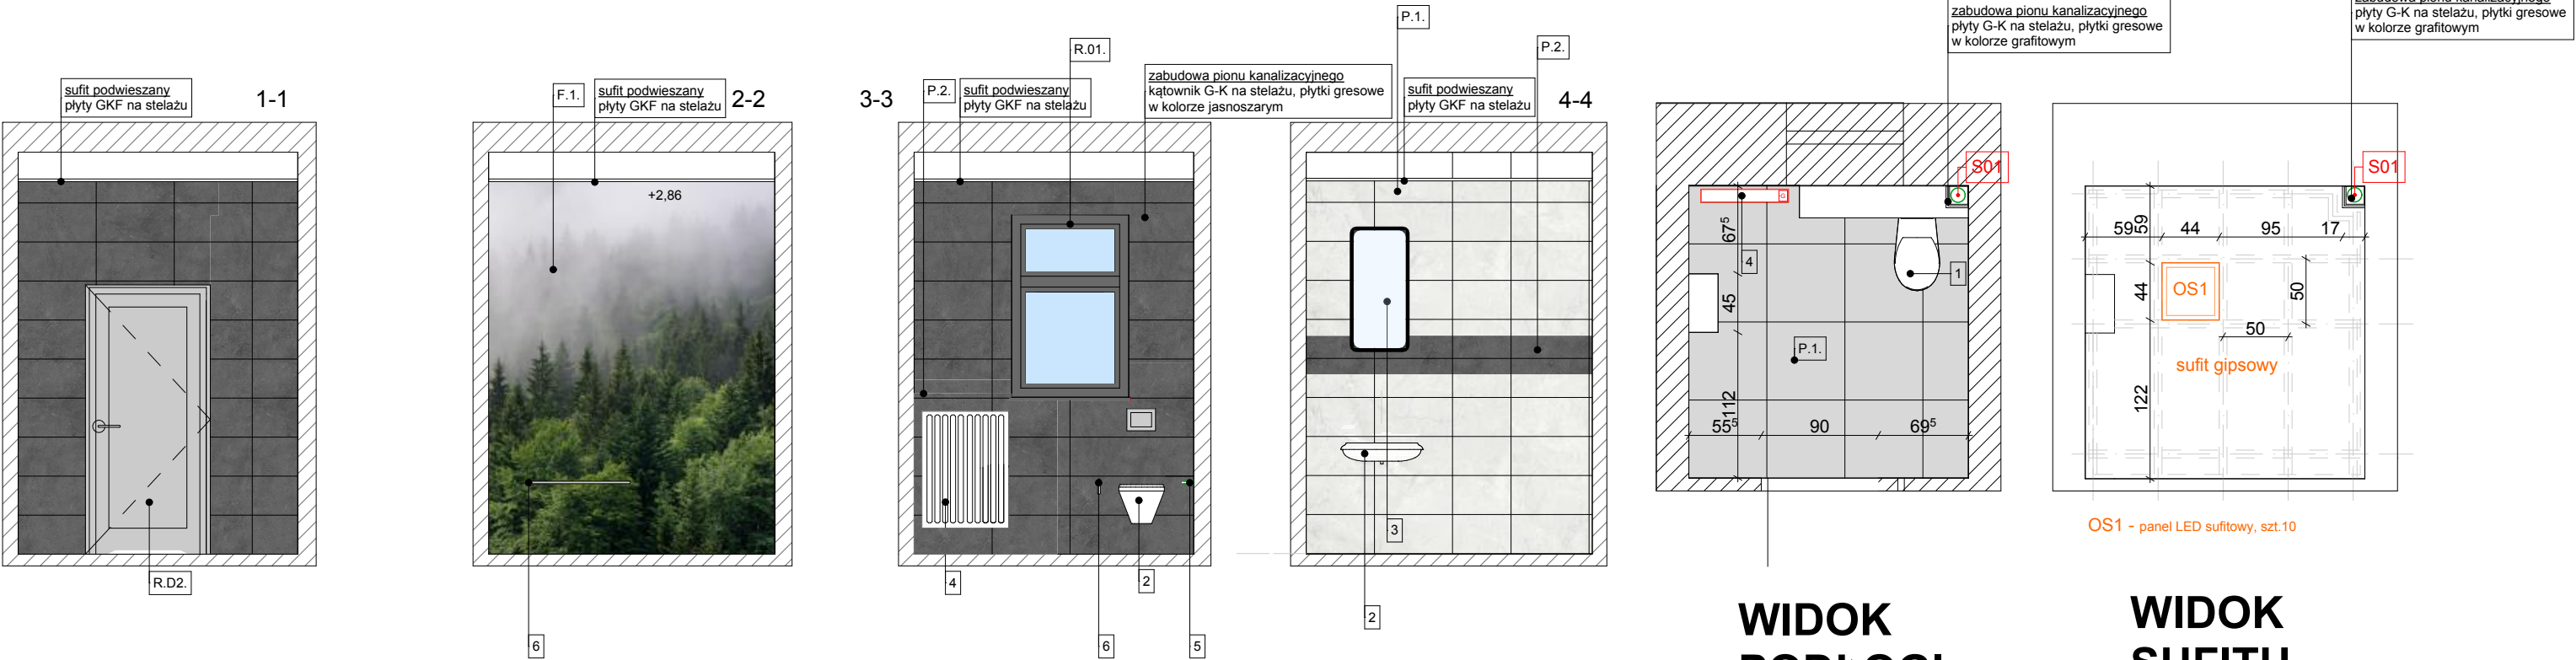 sufit podwieszany
płyty GKF na stelażu
1-1
R.D2.
F.1.
sufit podwieszany
płyty GKF na stelażu
2-2
+2,86
6
3-3
P.2.
sufit podwieszany
płyty GKF na stelażu
R.01.
zabudowa pionu kanalizacyjnego
kątownik G-K na stelażu, płytki gresowe
w kolorze jasnoszarym
4
6
2
5
P.1.
sufit podwieszany
płyty GKF na stelażu
P.2.
4-4
3
2
zabudowa pionu kanalizacyjnego
płyty G-K na stelażu, płytki gresowe
w kolorze grafitowym
S01
67⁵
4
1
45
P.1.
112
55⁵
90
69⁵
WIDOK
PODŁOGI
zabudowa pionu kanalizacyjnego
płyty G-K na stelażu, płytki gresowe
w kolorze grafitowym
S01
59
59
44
95
17
44
OS1
50
50
sufit gipsowy
122
OS1 - panel LED sufitowy, szt.10
WIDOK
SUFITU